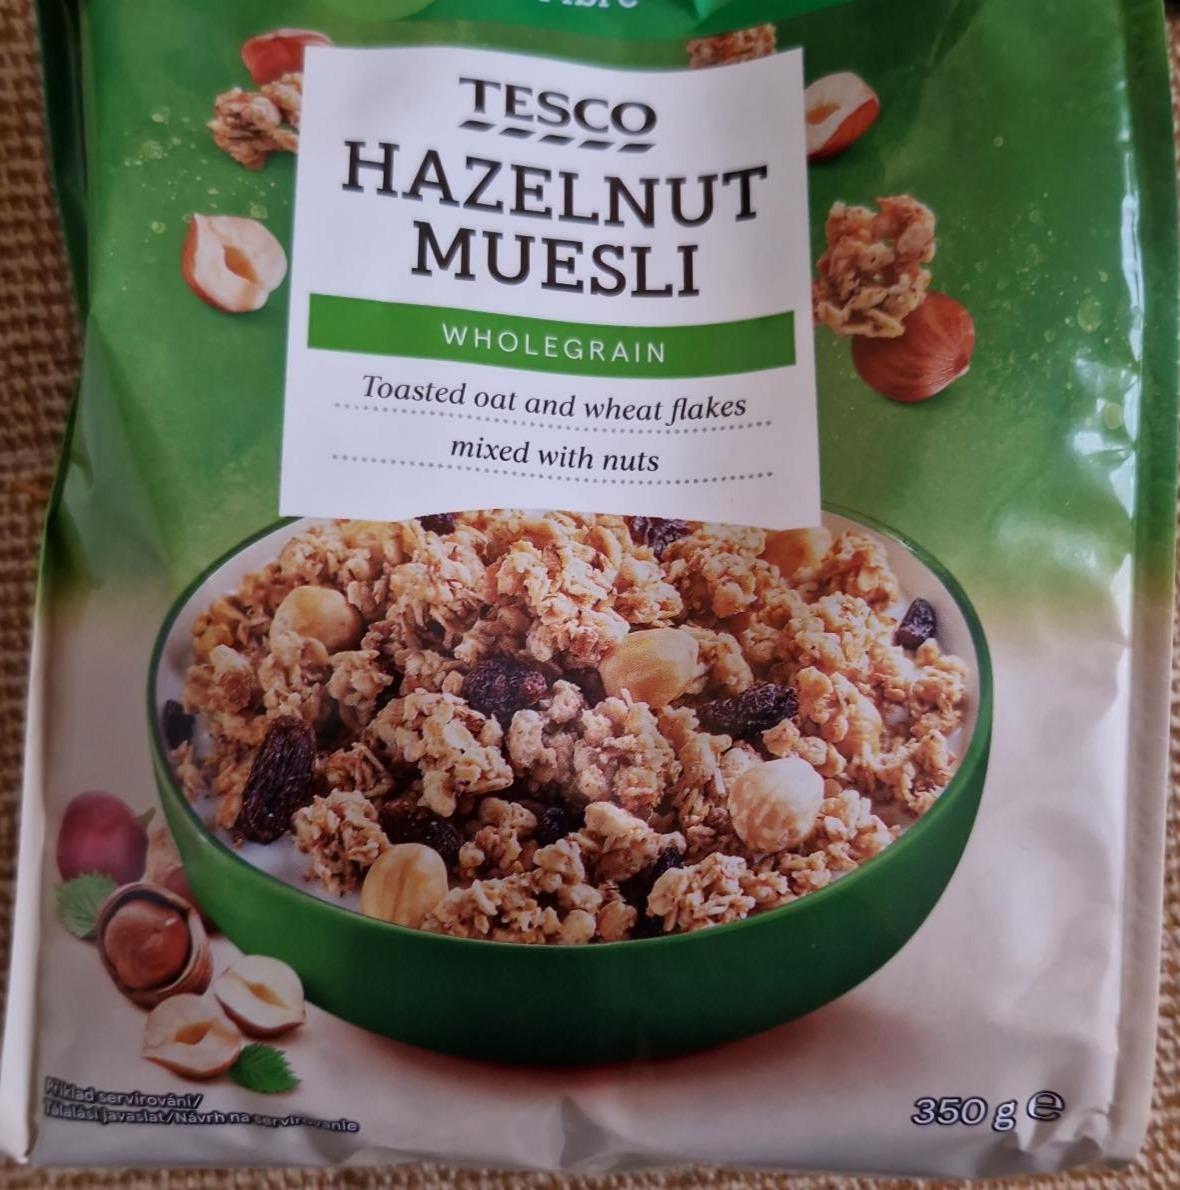 TESCO
HAZELNUT
MUESLI
WHOLEGRAIN
Toasted oat and wheat flakes
mixed with nuts
Příklad servírování/
Tálalási javaslat/Návrh na servírovanie
350 g e